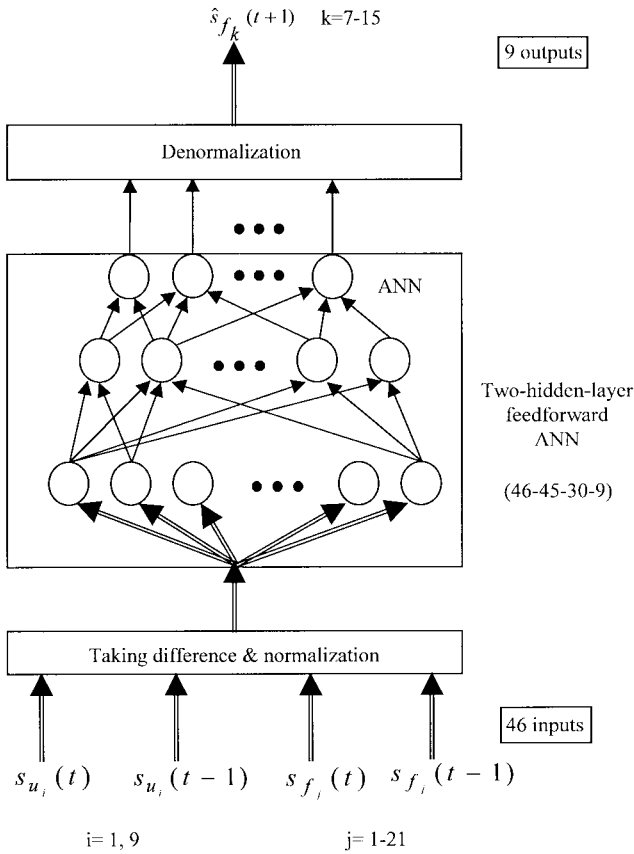 ŝ_{f_k}(t+1) k=7-15
9 outputs
Denormalization
ANN
Two-hidden-layer
feedforward
ANN
(46-45-30-9)
Taking difference & normalization
46 inputs
s_{u_i}(t) s_{u_i}(t − 1) s_{f_j}(t) s_{f_j}(t − 1)
i= 1, 9 j= 1-21